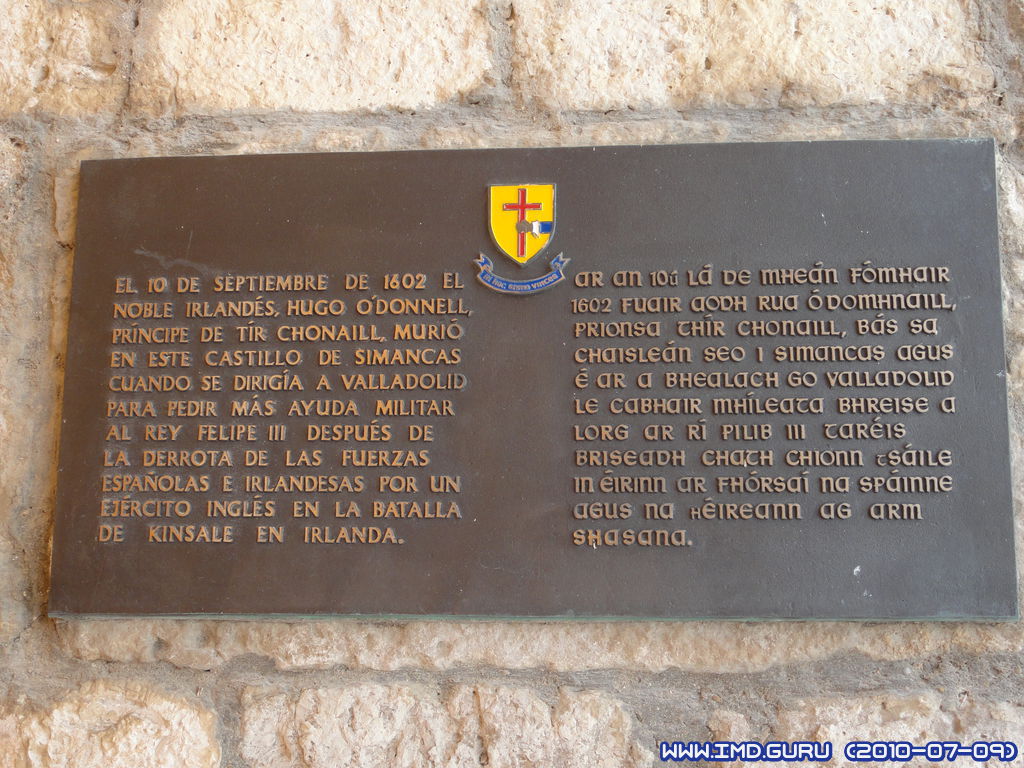 IN HOC SIGNO VINCES
EL 10 DE SEPTIEMBRE DE 1602 EL
NOBLE IRLANDÉS, HUGO O'DONNELL,
PRÍNCIPE DE TÍR CHONAILL, MURIÓ
EN ESTE CASTILLO DE SIMANCAS
CUANDO SE DIRIGÍA A VALLADOLID
PARA PEDIR MÁS AYUDA MILITAR
AL REY FELIPE III DESPUÉS DE
LA DERROTA DE LAS FUERZAS
ESPAÑOLAS E IRLANDESAS POR UN
EJÉRCITO INGLÉS EN LA BATALLA
DE KINSALE EN IRLANDA.
AR AN 10Ú LÁ DE MHEÁN FÓMHAIR
1602 FUAIR AODH RUA Ó DOMHNAILL,
PRIONSA THÍR CHONAILL, BÁS SA
CHAISLEÁN SEO I SIMANCAS AGUS
É AR A BHEALACH GO VALLADOLID
LE CABHAIR MHÍLEATA BHREISE A
LORG AR RÍ PILIB III TARÉIS
BRISEADH CHATH CHIONN tSÁILE
IN ÉIRINN AR FHÓRSAÍ NA SPÁINNE
AGUS NA hÉIREANN AG ARM
SHASANA.
WWW.IMD.GURU (2010-07-09)